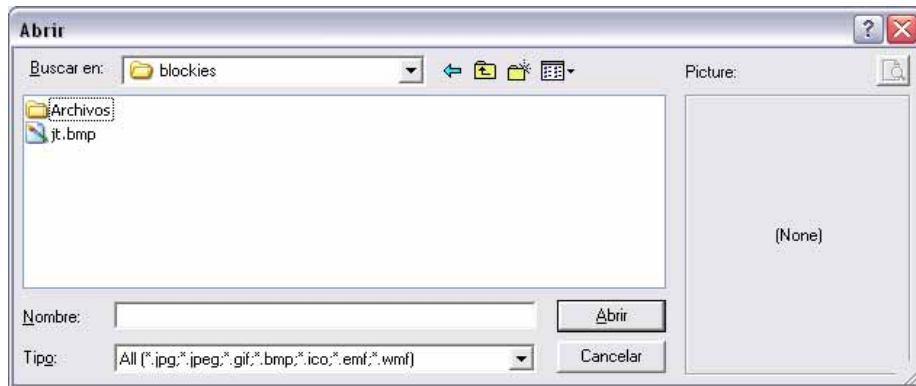 Abrir
Buscar en: blockies
Picture:
Archivos
jt.bmp
(None)
Nombre:
Abrir
Tipo: All (*.jpg;*.jpeg;*.gif;*.bmp;*.ico;*.emf;*.wmf)
Cancelar